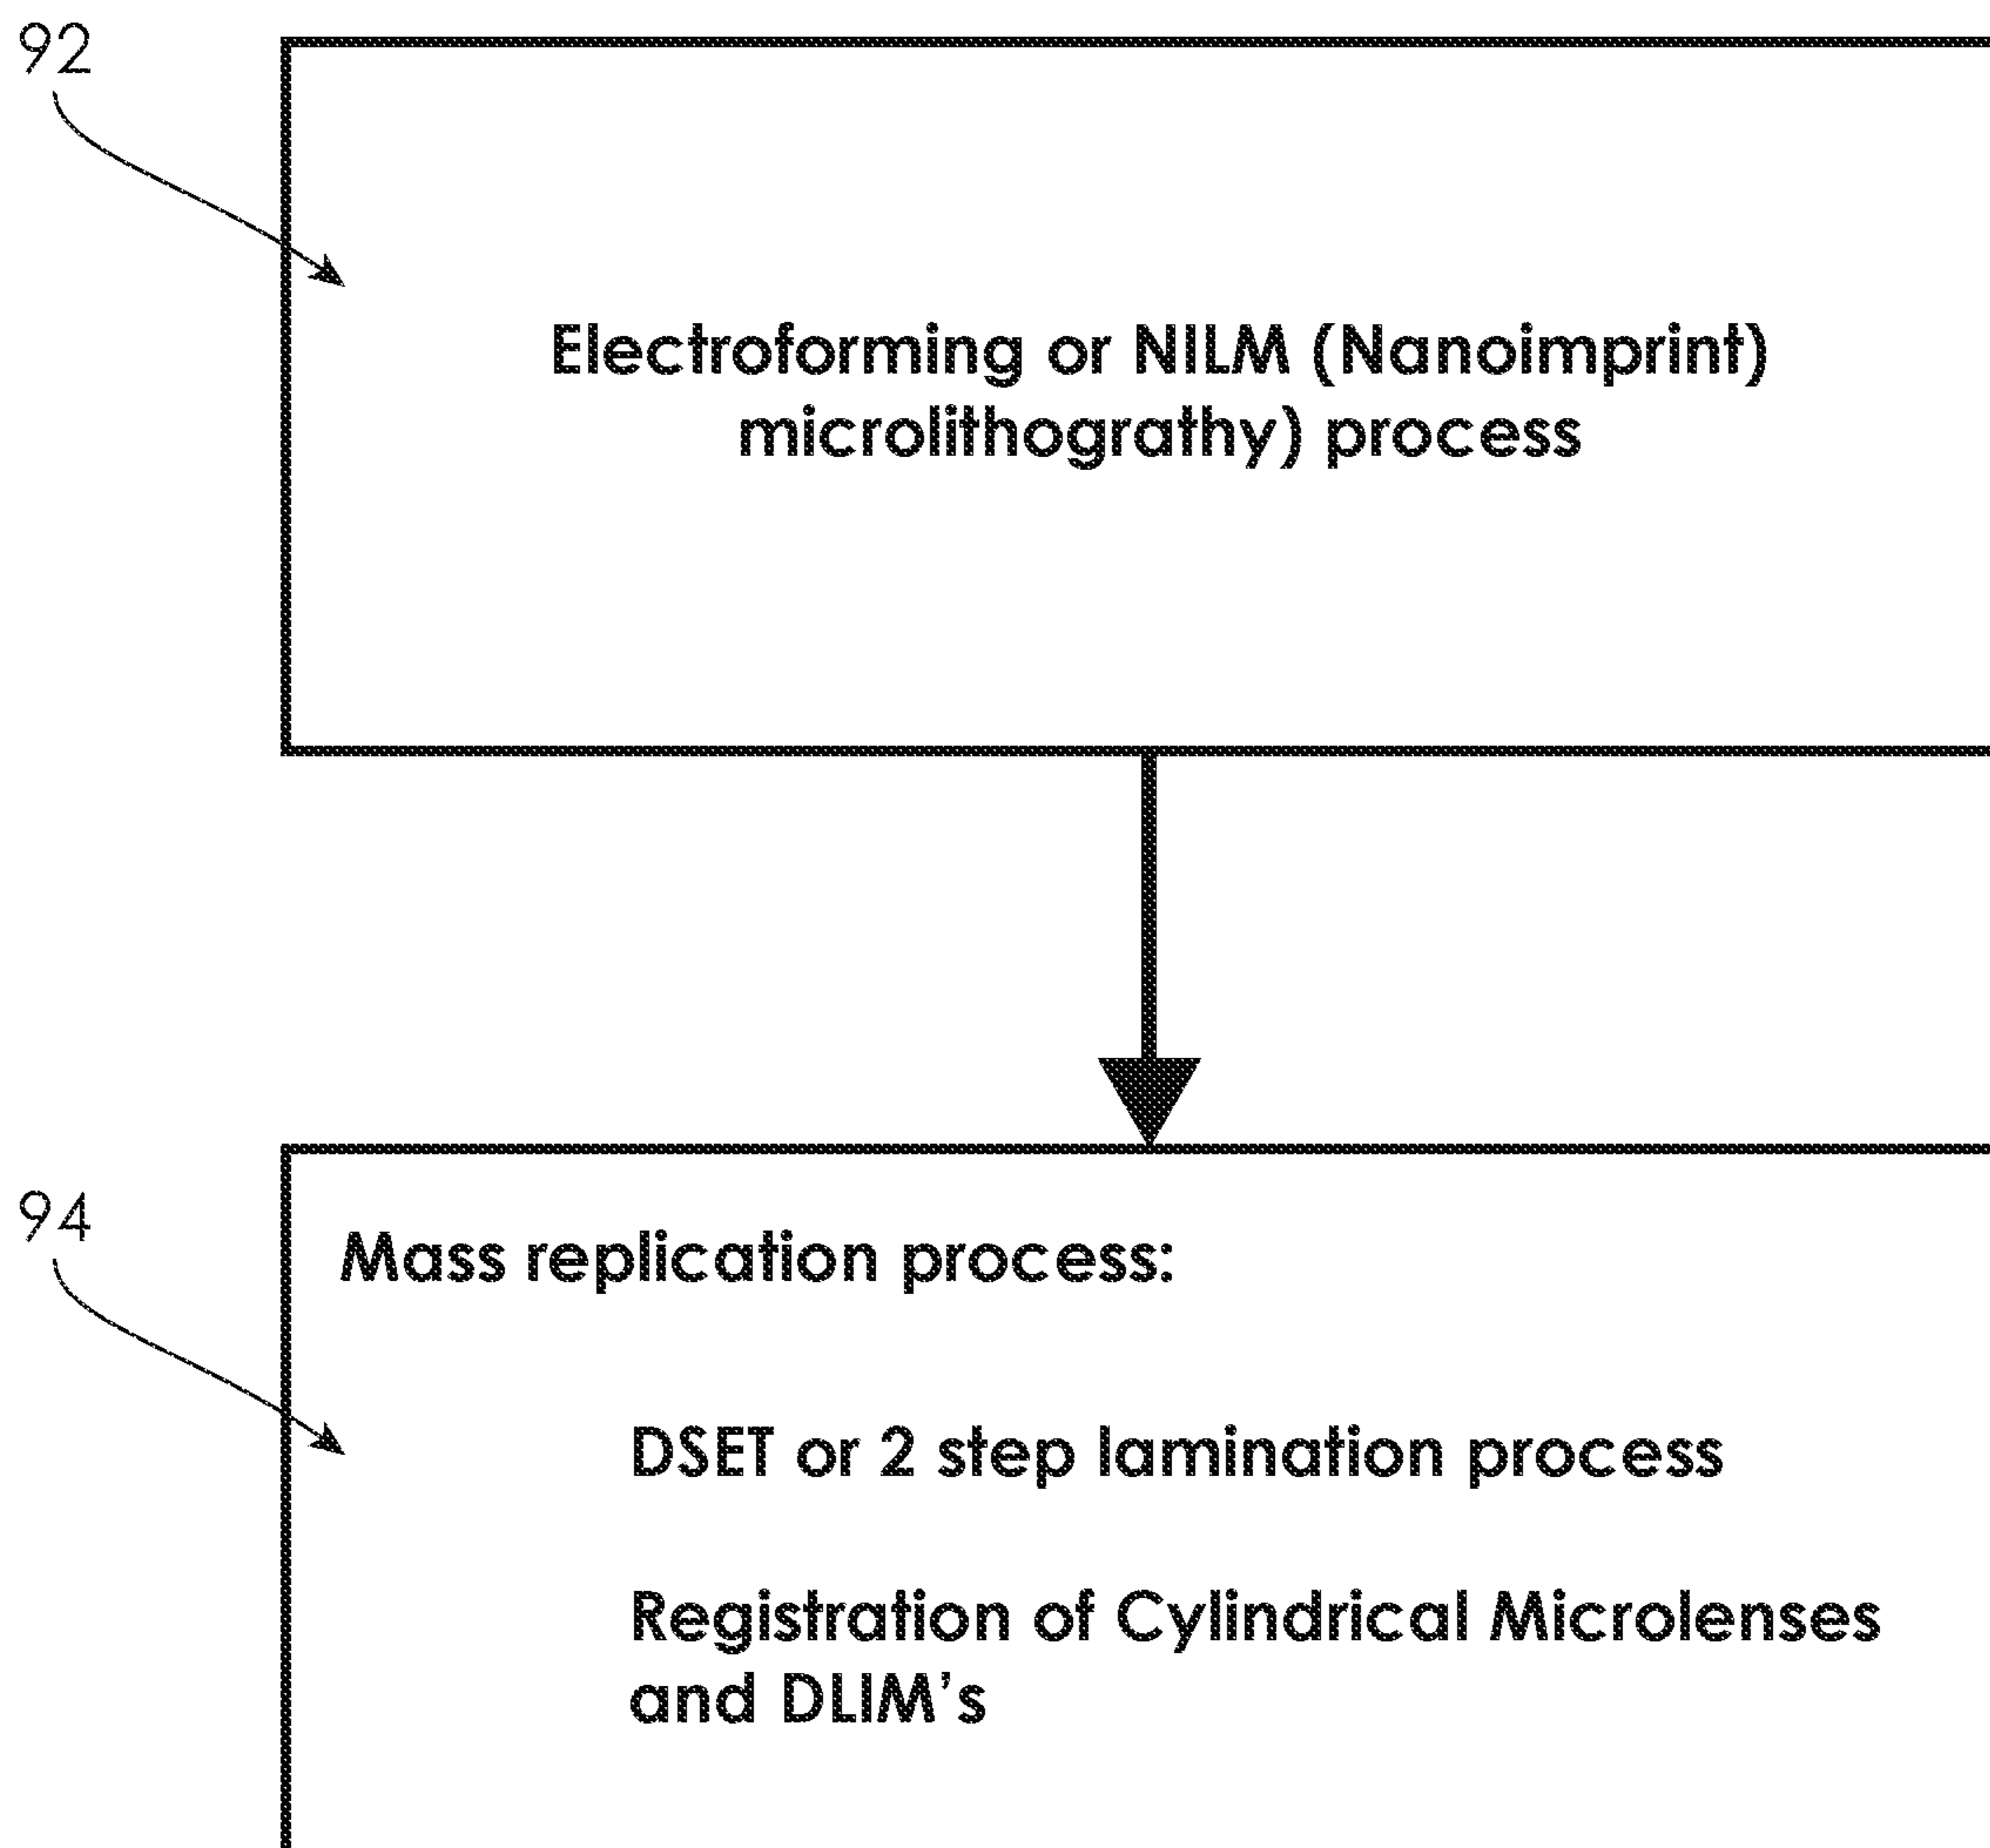 92
Electroforming or NILM (Nanoimprint)
microlithograthy) process
94
Mass replication process:
DSET or 2 step lamination process
Registration of Cylindrical Microlenses
and DLIM's